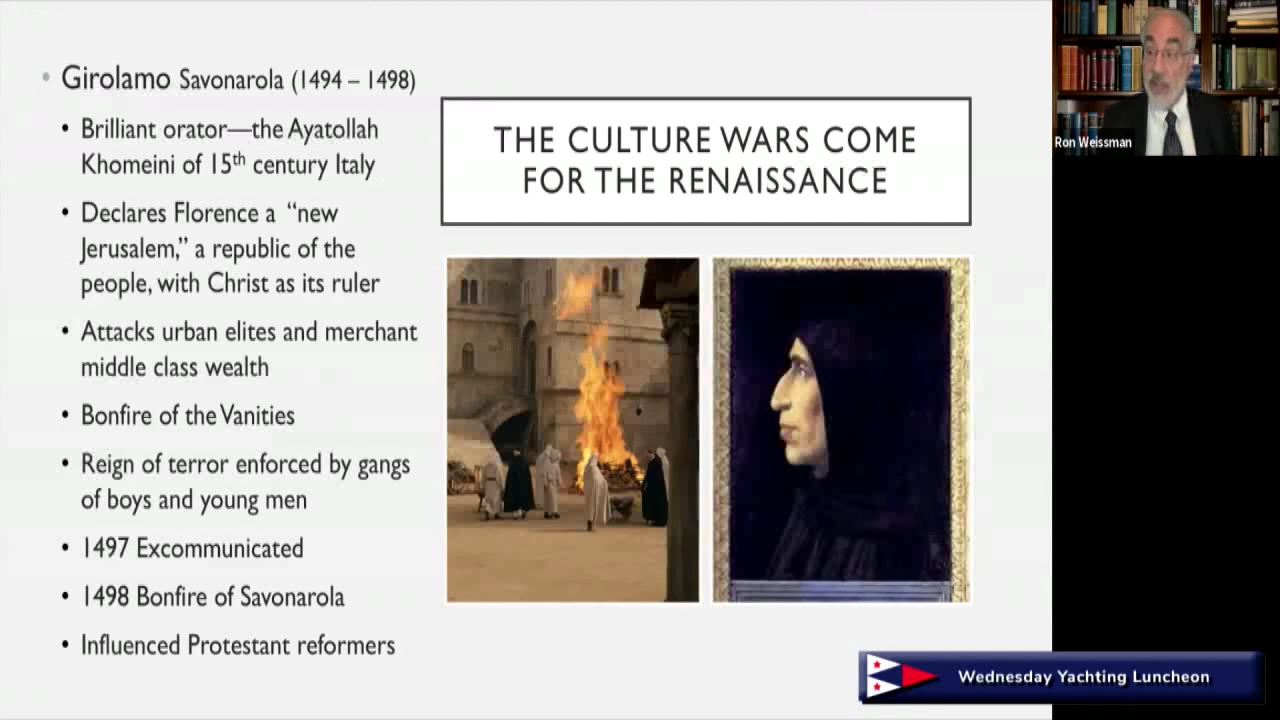 Girolamo Savonarola (1494 – 1498)
• Brilliant orator—the Ayatollah
Khomeini of 15th century Italy
• Declares Florence a “new
Jerusalem,” a republic of the
people, with Christ as its ruler
• Attacks urban elites and merchant
middle class wealth
• Bonfire of the Vanities
• Reign of terror enforced by gangs
of boys and young men
• 1497 Excommunicated
• 1498 Bonfire of Savonarola
• Influenced Protestant reformers
THE CULTURE WARS COME
FOR THE RENAISSANCE
Ron Weissman
Wednesday Yachting Luncheon